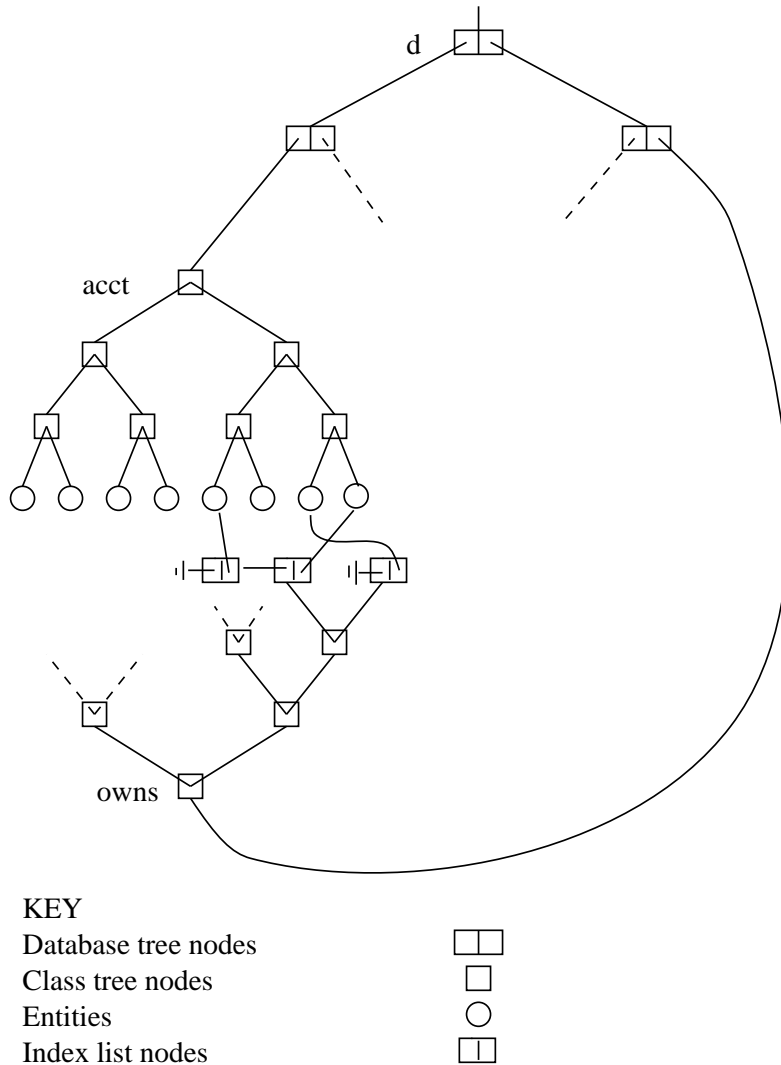 d
acct
owns
KEY
Database tree nodes
Class tree nodes
Entities
Index list nodes